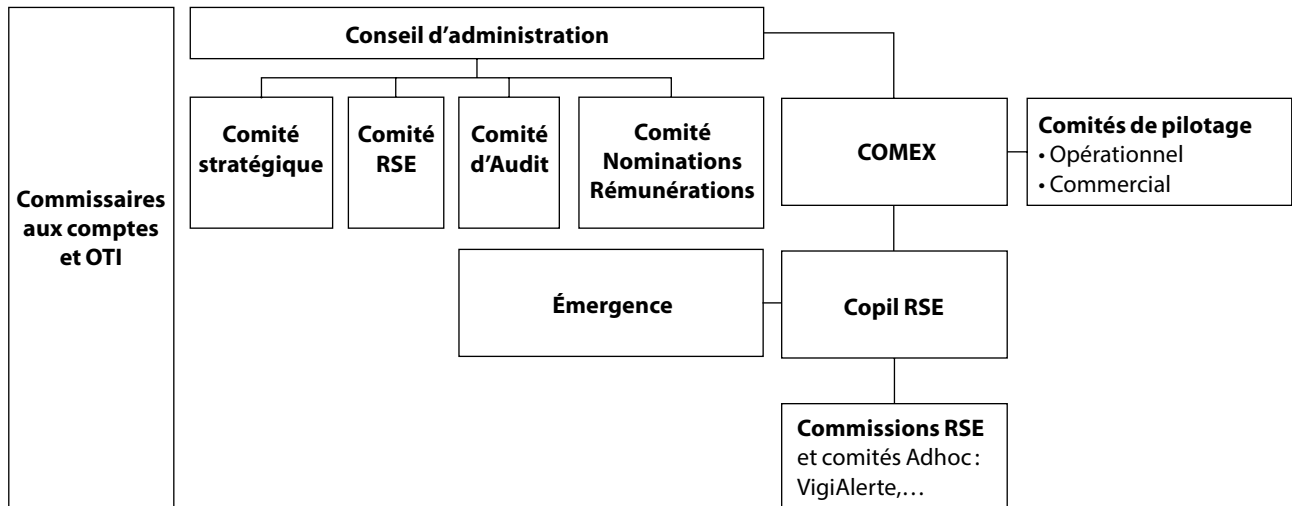 Conseil d'administration
Commissaires
aux comptes
et OTI
Comité
stratégique
Comité
RSE
Comité
d'Audit
Comité
Nominations
Rémunérations
COMEX
Comités de pilotage
• Opérationnel
• Commercial
Émergence
Copil RSE
Commissions RSE
et comités Adhoc :
VigiAlerte,…